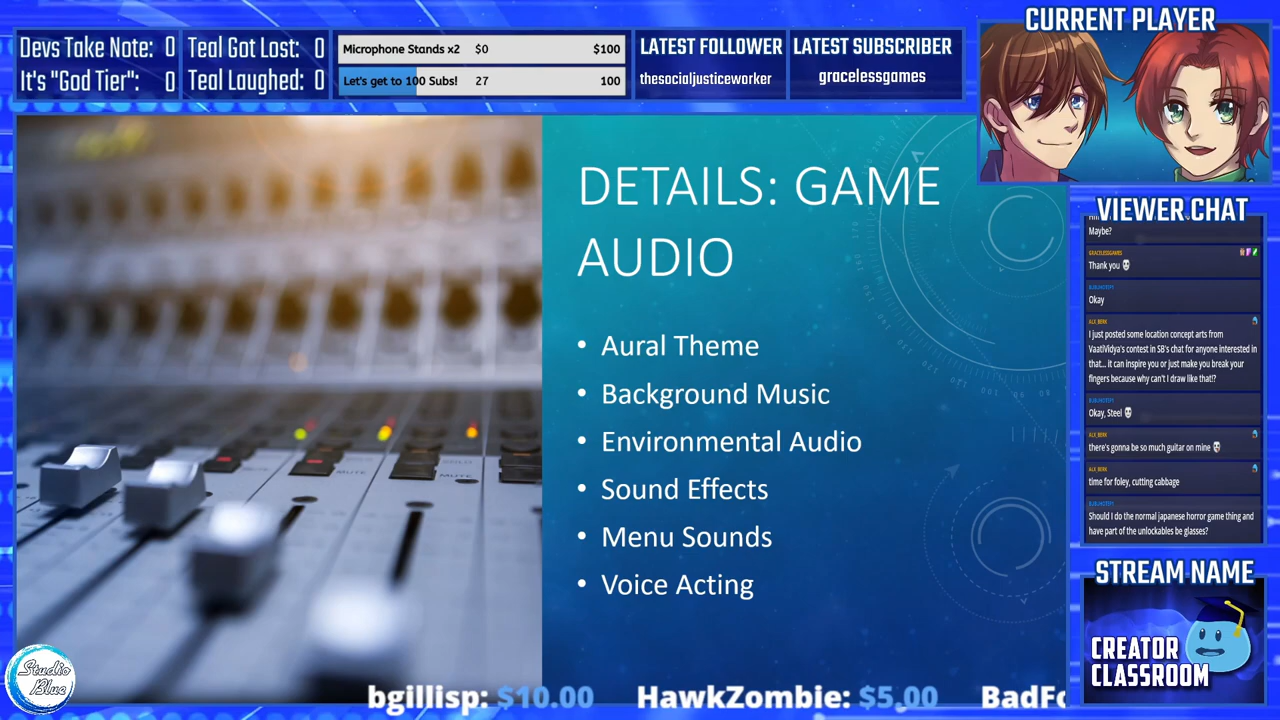 CURRENT PLAYER
Devs Take Note: 0
It's "God Tier": 0
Teal Got Lost: 0
Teal Laughed: 0
Microphone Stands x2 $0 $100
Let's get to 100 Subs! 27 100
LATEST FOLLOWER
thesocialjusticeworker
LATEST SUBSCRIBER
gracelessgames
DETAILS: GAME
AUDIO
• Aural Theme
• Background Music
• Environmental Audio
• Sound Effects
• Menu Sounds
• Voice Acting
MUTE
MUTE
VIEWER CHAT
Maybe?
GRACELESSGAMES
Thank you
Okay
ALX_BERK
I just posted some location concept arts from
VaatiVidya's contest in SB's chat for anyone interested in
that... it can inspire you or just make you break your
fingers because why can't I draw like that!?
Okay, Steel
ALX_BERK
there's gonna be so much guitar on mine
ALX_BERK
time for foley, cutting cabbage
Should I do the normal japanese horror game thing and
have part of the unlockables be glasses?
STREAM NAME
CREATOR
CLASSROOM
Studio
Blue
bgillisp: $10.00 HawkZombie: $5.00 BadFo